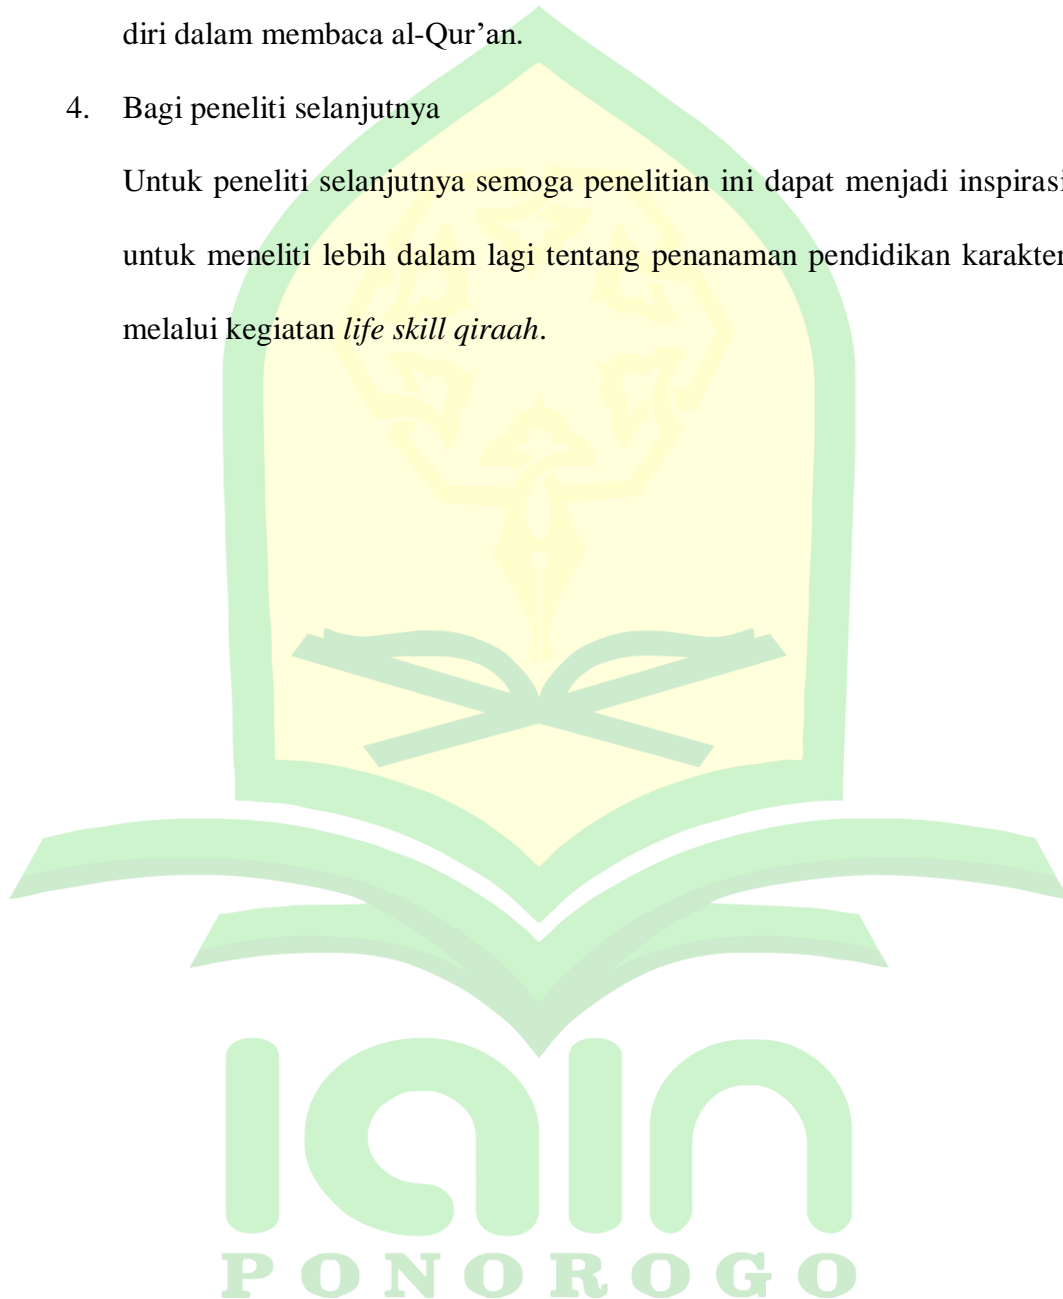 diri dalam membaca al-Qur’an.
4. Bagi peneliti selanjutnya
Untuk peneliti selanjutnya semoga penelitian ini dapat menjadi inspirasi
untuk meneliti lebih dalam lagi tentang penanaman pendidikan karakter
melalui kegiatan life skill qiraah.
IAIN
PONOROGO